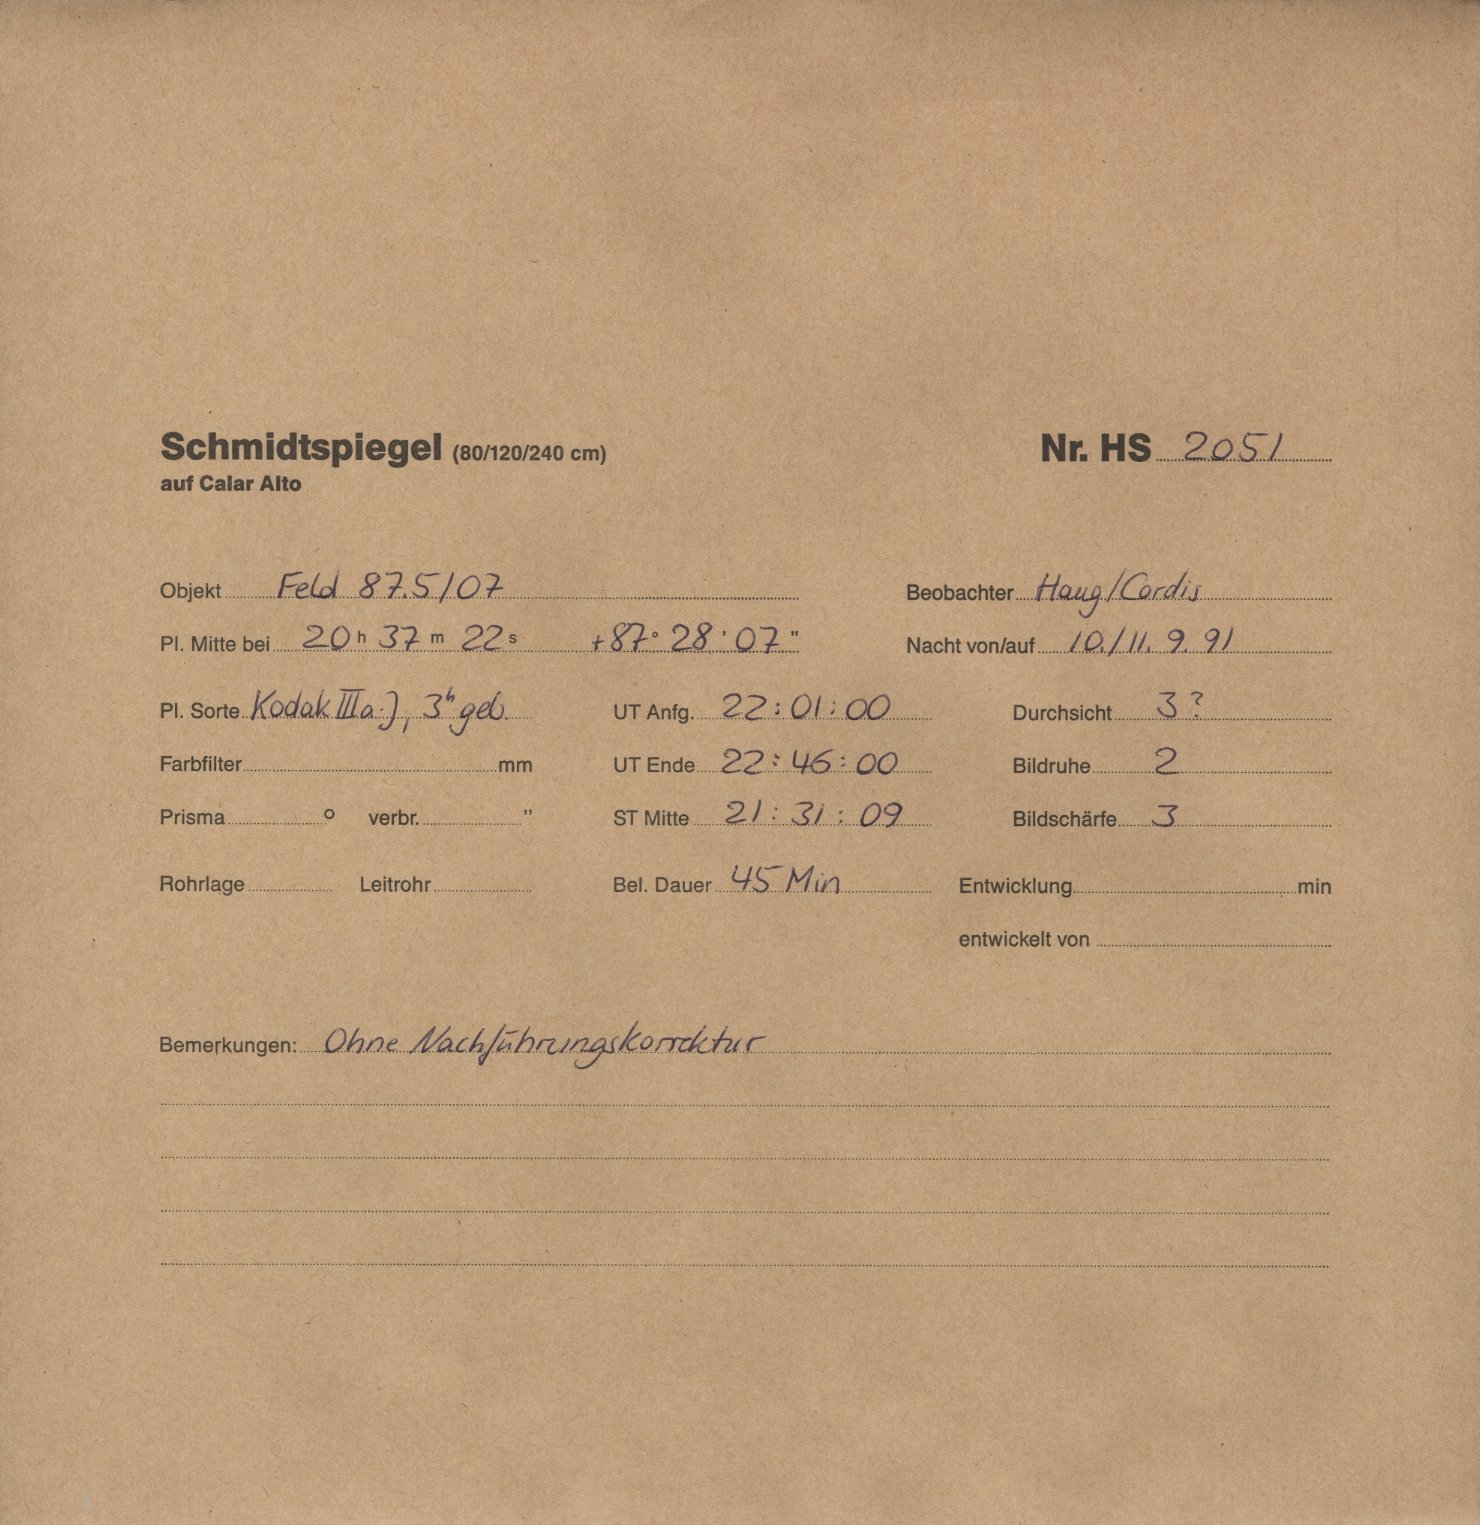 Schmidtspiegel (80/120/240 cm) Nr. HS 2051
auf Calar Alto
Objekt Feld 87.5/07 Beobachter Haug/Cordis
Pl. Mitte bei 20 h 37 m 22 s +87° 28' 07" Nacht von/auf 10./11. 9. 91
Pl. Sorte Kodak IIIa-J, 3h geb. UT Anfg. 22:01:00 Durchsicht 3?
Farbfilter mm UT Ende 22:46:00 Bildruhe 2
Prisma ° verbr. " ST Mitte 21:31:09 Bildschärfe 3
Rohrlage Leitrohr Bel. Dauer 45 Min Entwicklung min
entwickelt von
Bemerkungen: Ohne Nachführungskorrektur